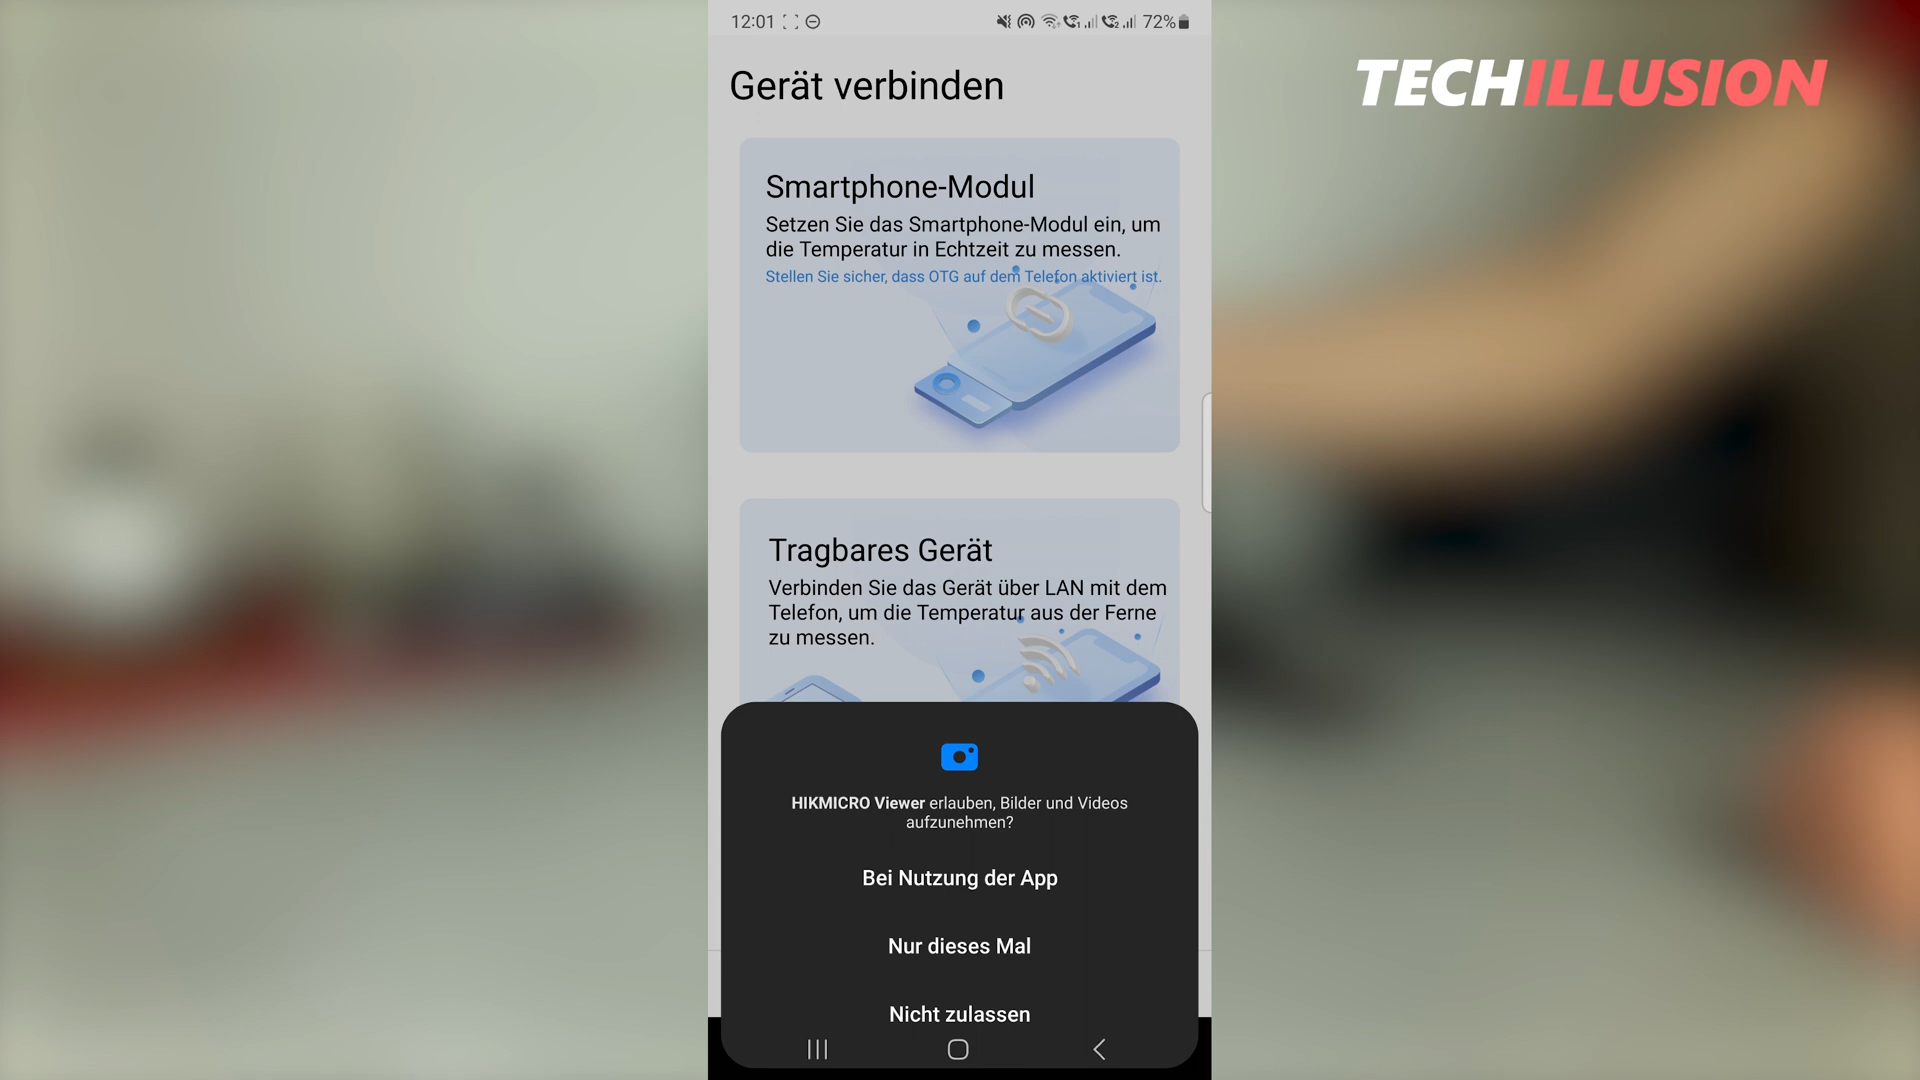 12:01
72%
TECHILLUSION
Gerät verbinden
Smartphone-Modul
Setzen Sie das Smartphone-Modul ein, um
die Temperatur in Echtzeit zu messen.
Stellen Sie sicher, dass OTG auf dem Telefon aktiviert ist.
Tragbares Gerät
Verbinden Sie das Gerät über LAN mit dem
Telefon, um die Temperatur aus der Ferne
zu messen.
HIKMICRO Viewer erlauben, Bilder und Videos
aufzunehmen?
Bei Nutzung der App
Nur dieses Mal
Nicht zulassen